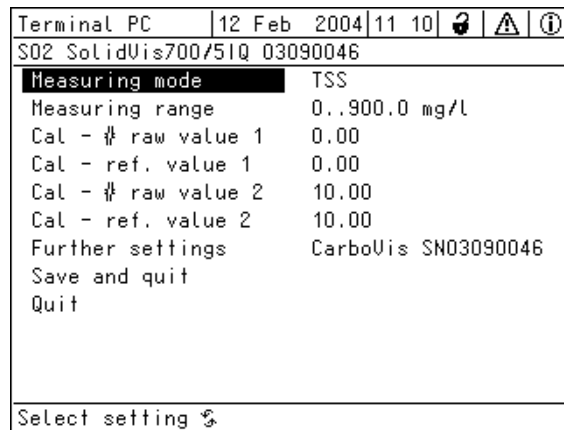 Terminal PC 12 Feb 2004 11 10
S02 SolidVis700/5IQ 03090046
Measuring mode TSS
Measuring range 0..900.0 mg/l
Cal - # raw value 1 0.00
Cal - ref. value 1 0.00
Cal - # raw value 2 10.00
Cal - ref. value 2 10.00
Further settings CarboVis SN03090046
Save and quit
Quit
Select setting